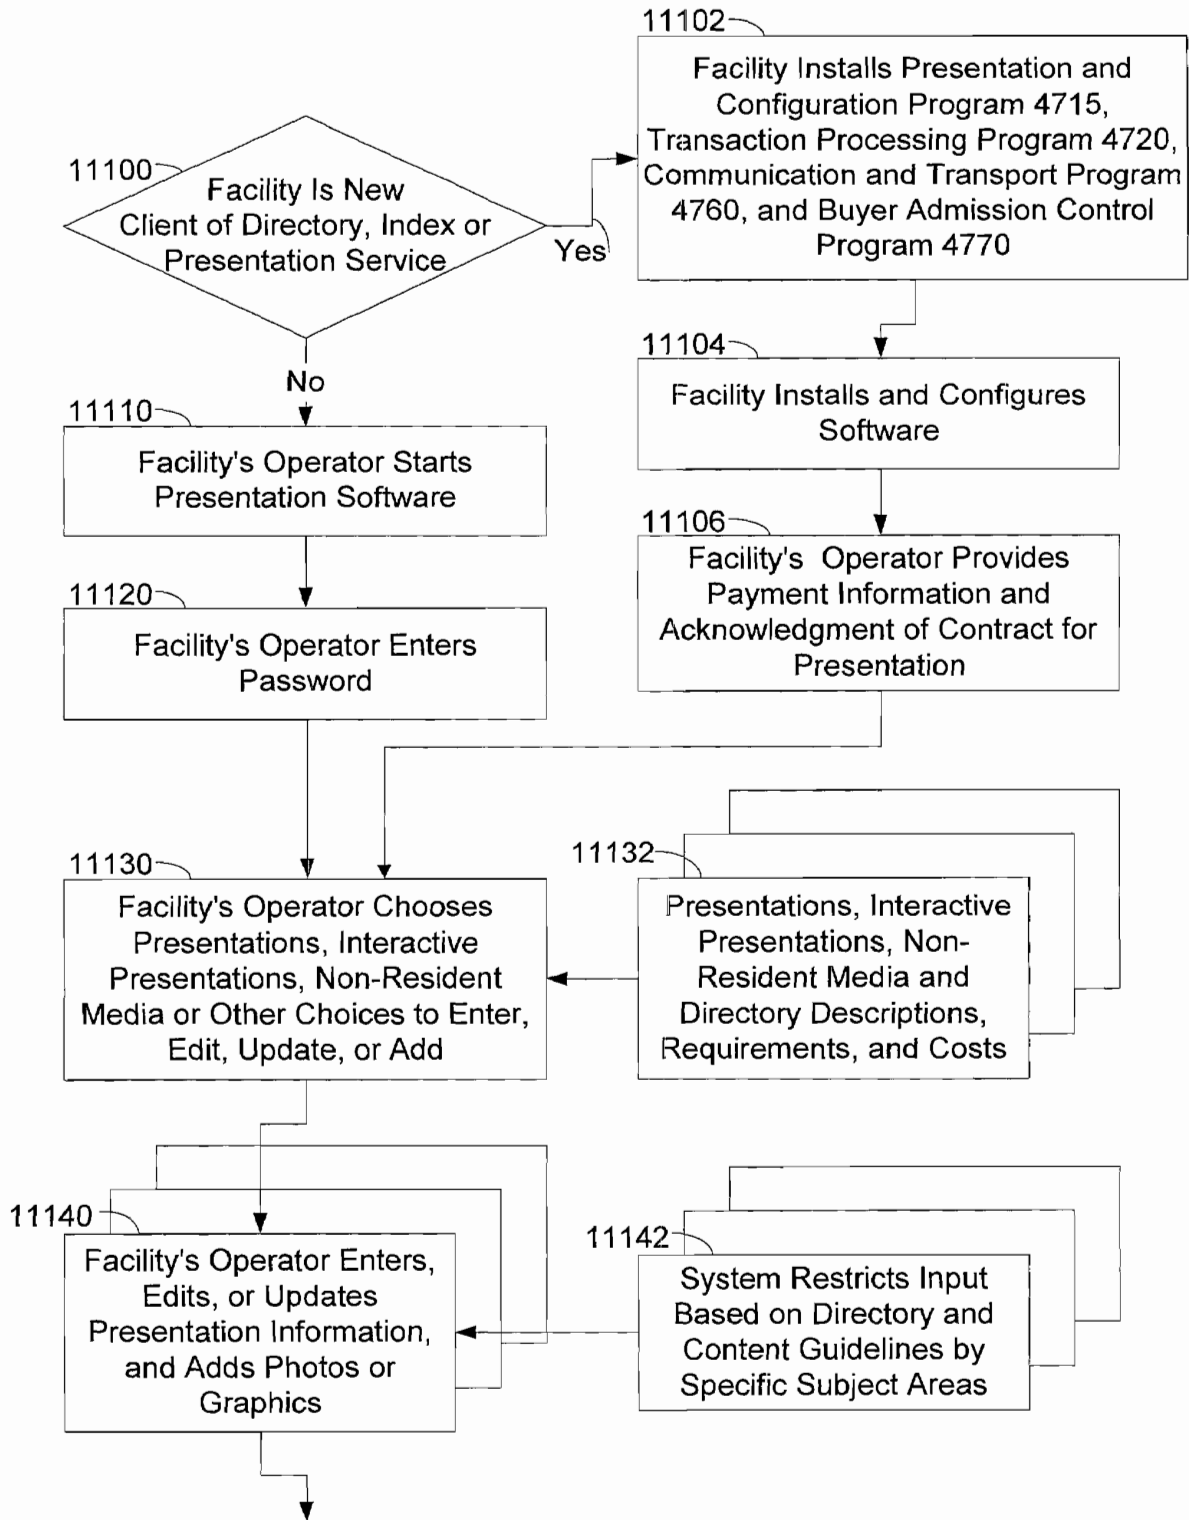 11102
Facility Installs Presentation and
Configuration Program 4715,
Transaction Processing Program 4720,
Communication and Transport Program
4760, and Buyer Admission Control
Program 4770
11100
Facility Is New
Client of Directory, Index or
Presentation Service
Yes
No
11104
Facility Installs and Configures
Software
11110
Facility's Operator Starts
Presentation Software
11106
Facility's Operator Provides
Payment Information and
Acknowledgment of Contract for
Presentation
11120
Facility's Operator Enters
Password
11130
Facility's Operator Chooses
Presentations, Interactive
Presentations, Non-Resident
Media or Other Choices to Enter,
Edit, Update, or Add
11132
Presentations, Interactive
Presentations, Non-
Resident Media and
Directory Descriptions,
Requirements, and Costs
11140
Facility's Operator Enters,
Edits, or Updates
Presentation Information,
and Adds Photos or
Graphics
11142
System Restricts Input
Based on Directory and
Content Guidelines by
Specific Subject Areas